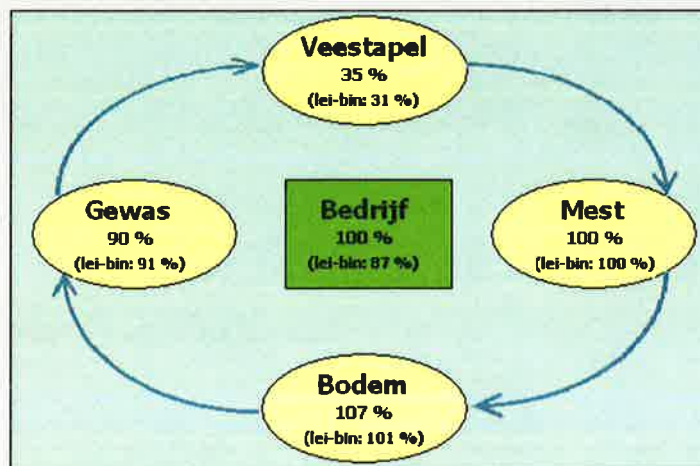 Veestapel
35 %
(lei-bin: 31 %)
Gewas
90 %
(lei-bin: 91 %)
Bedrijf
100 %
(lei-bin: 87 %)
Mest
100 %
(lei-bin: 100 %)
Bodem
107 %
(lei-bin: 101 %)